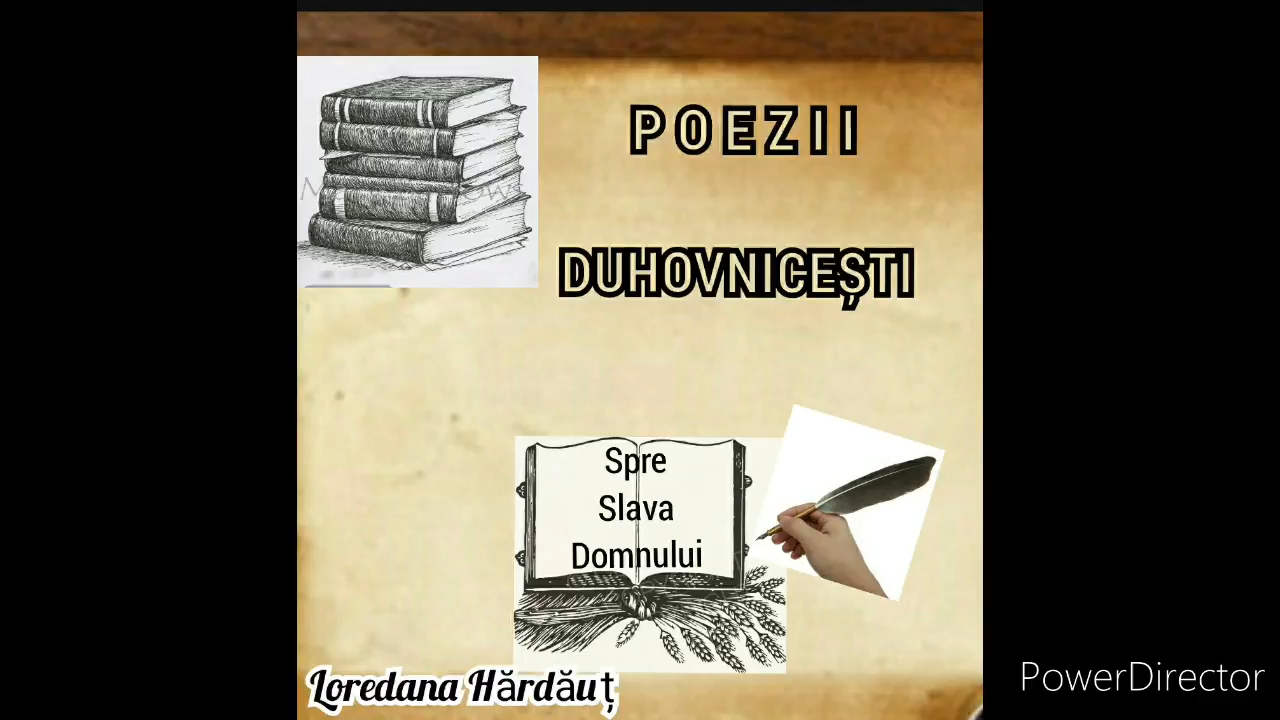 POEZII
DUHOVNICEȘTI
Spre
Slava
Domnului
Loredana Hărdăuț
PowerDirector